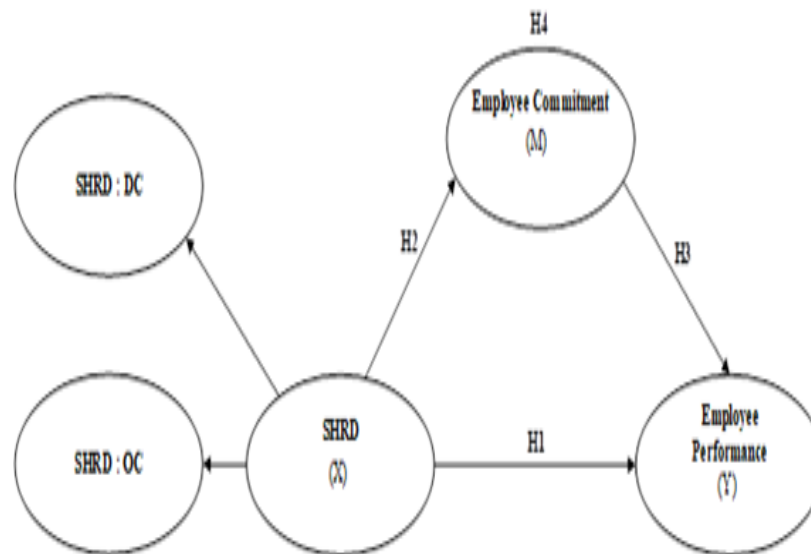 H4
Employee Commitment
(M)
SHRD : DC
H2
H3
SHRD : OC
SHRD
(X)
H1
Employee
Performance
(Y)